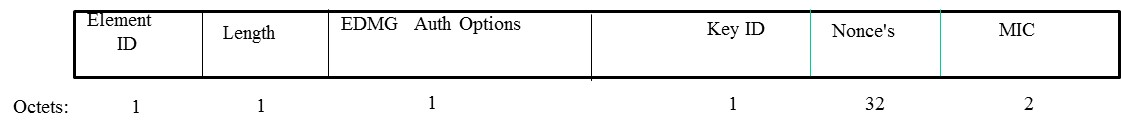 Element
ID
Length
EDMG Auth Options
Key ID
Nonce's
MIC
Octets: 1 1 1 1 32 2